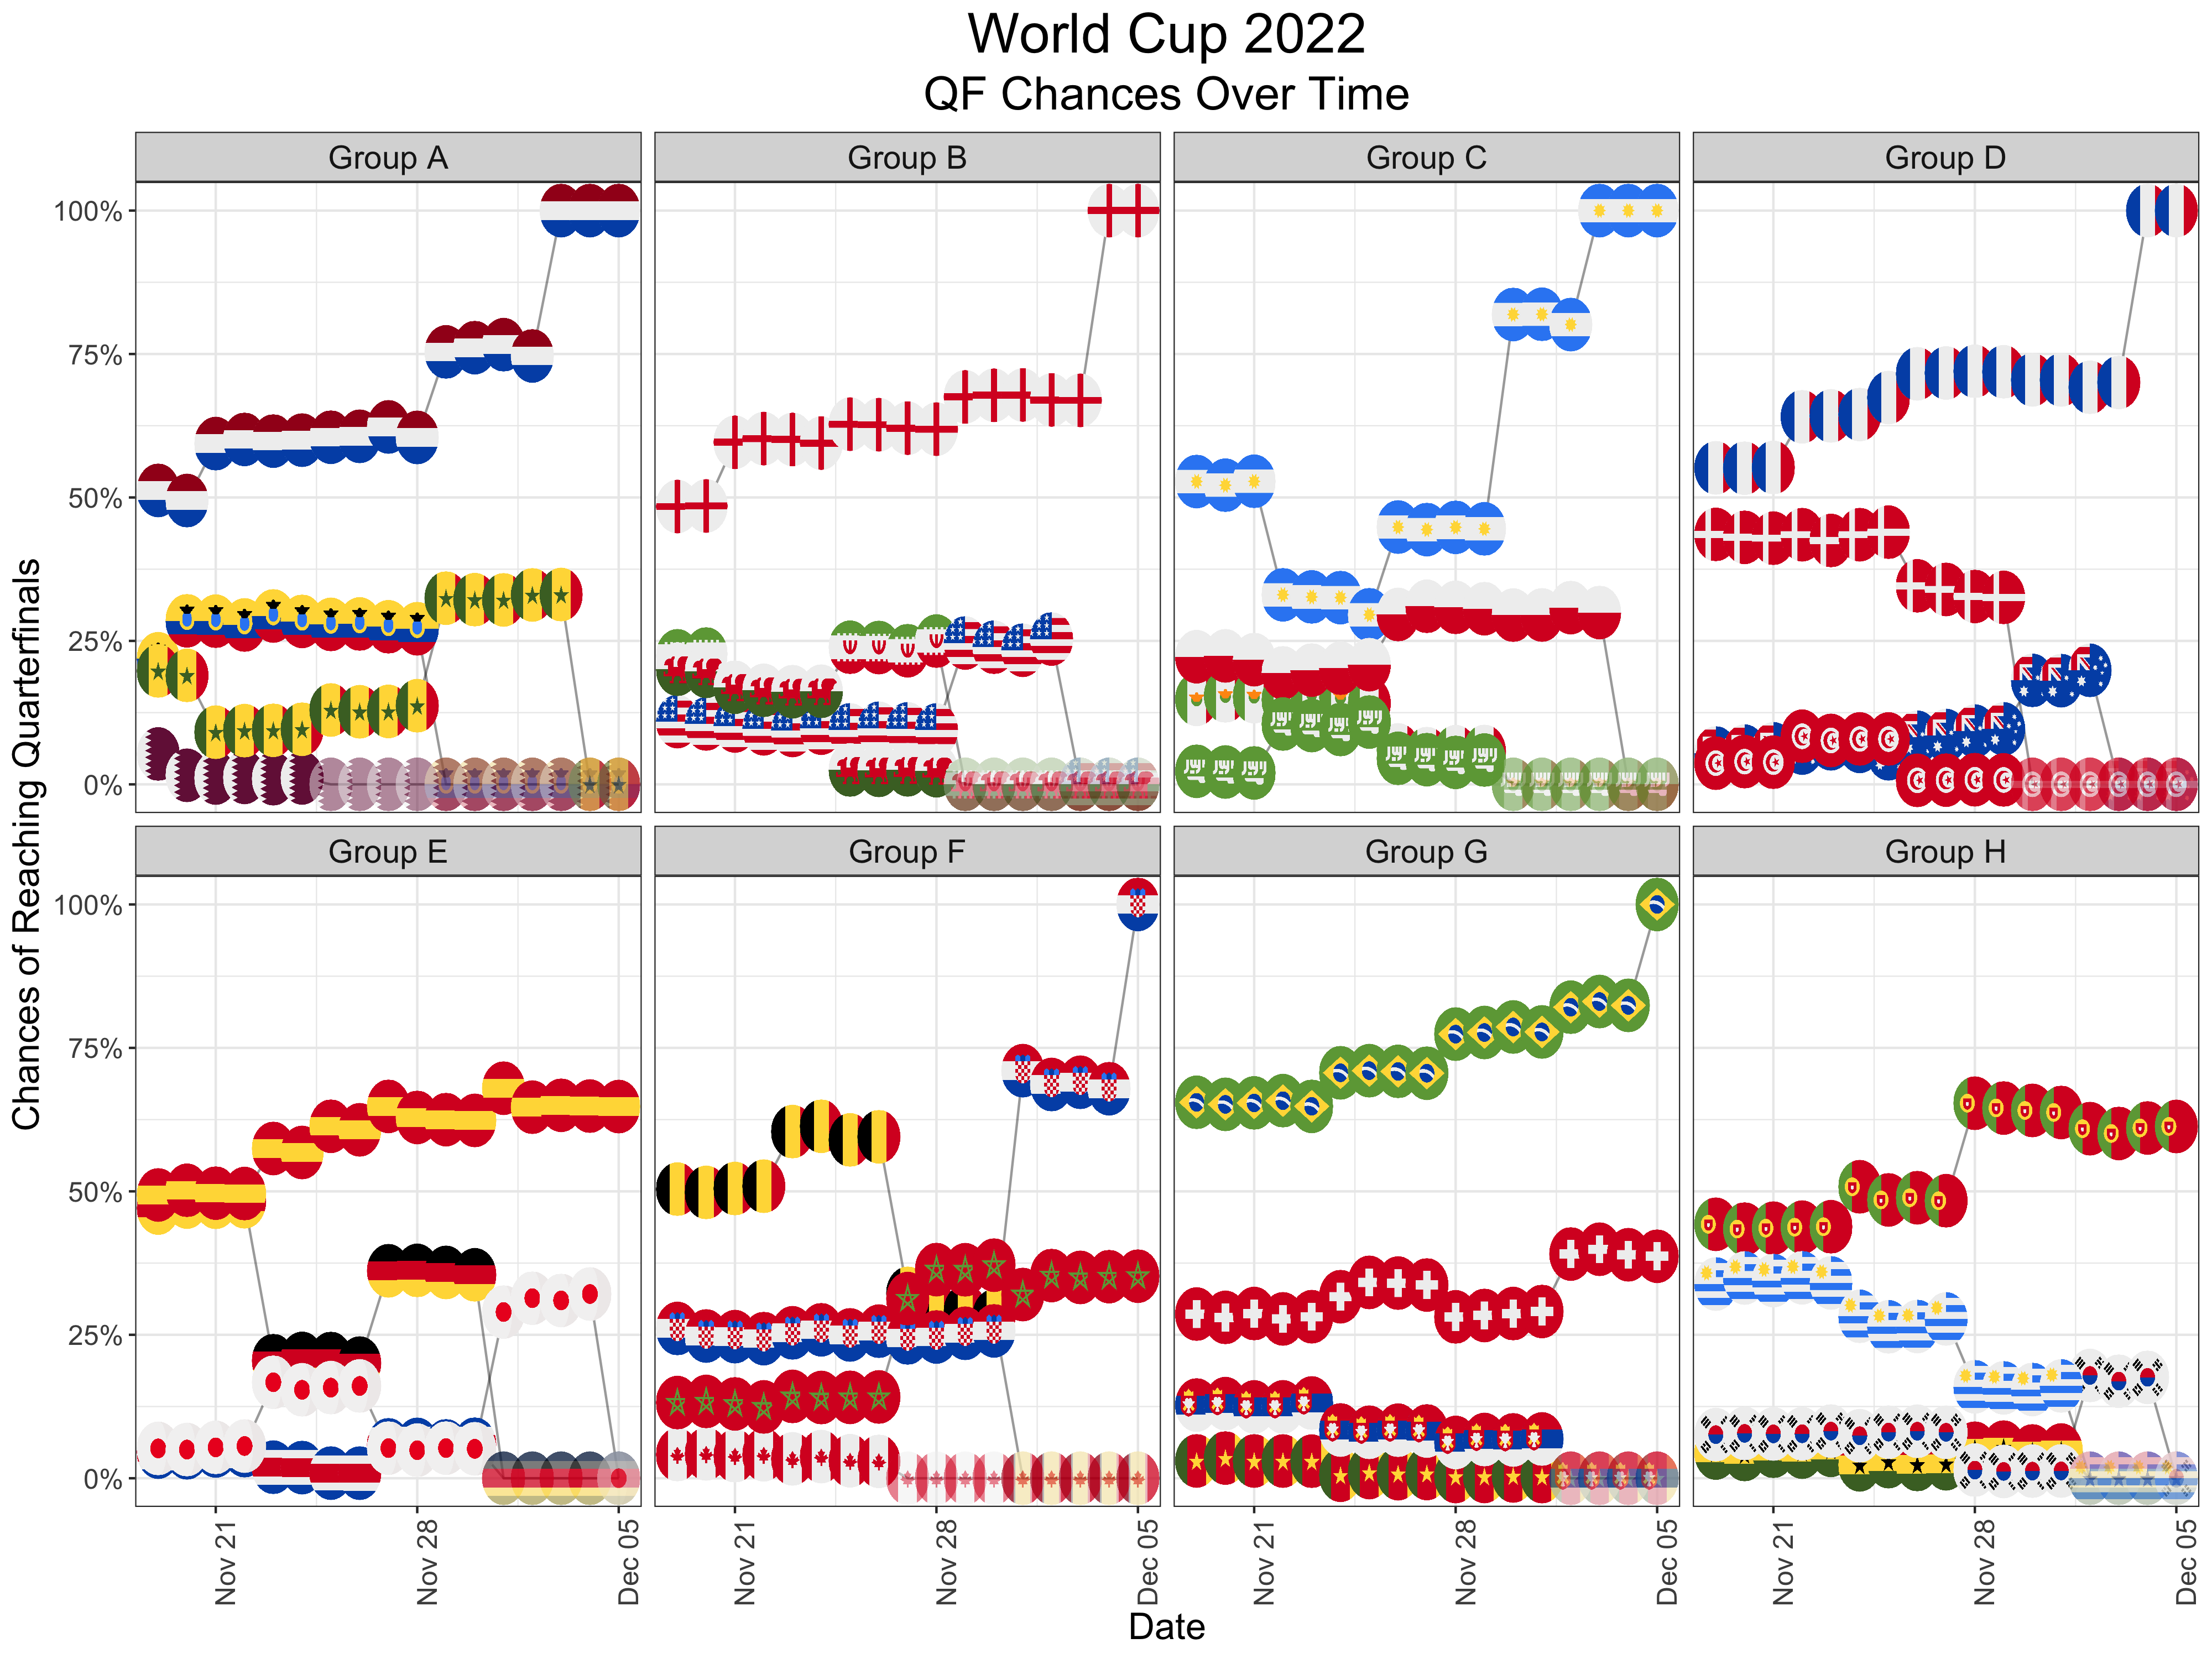 World Cup 2022
QF Chances Over Time
Group A
Group B
Group C
Group D
100%
75%
50%
25%
0%
Group E
Group F
Group G
Group H
100%
75%
50%
25%
0%
Chances of Reaching Quarterfinals
Nov 21
Nov 28
Dec 05
Nov 21
Nov 28
Dec 05
Nov 21
Nov 28
Dec 05
Nov 21
Nov 28
Dec 05
Date